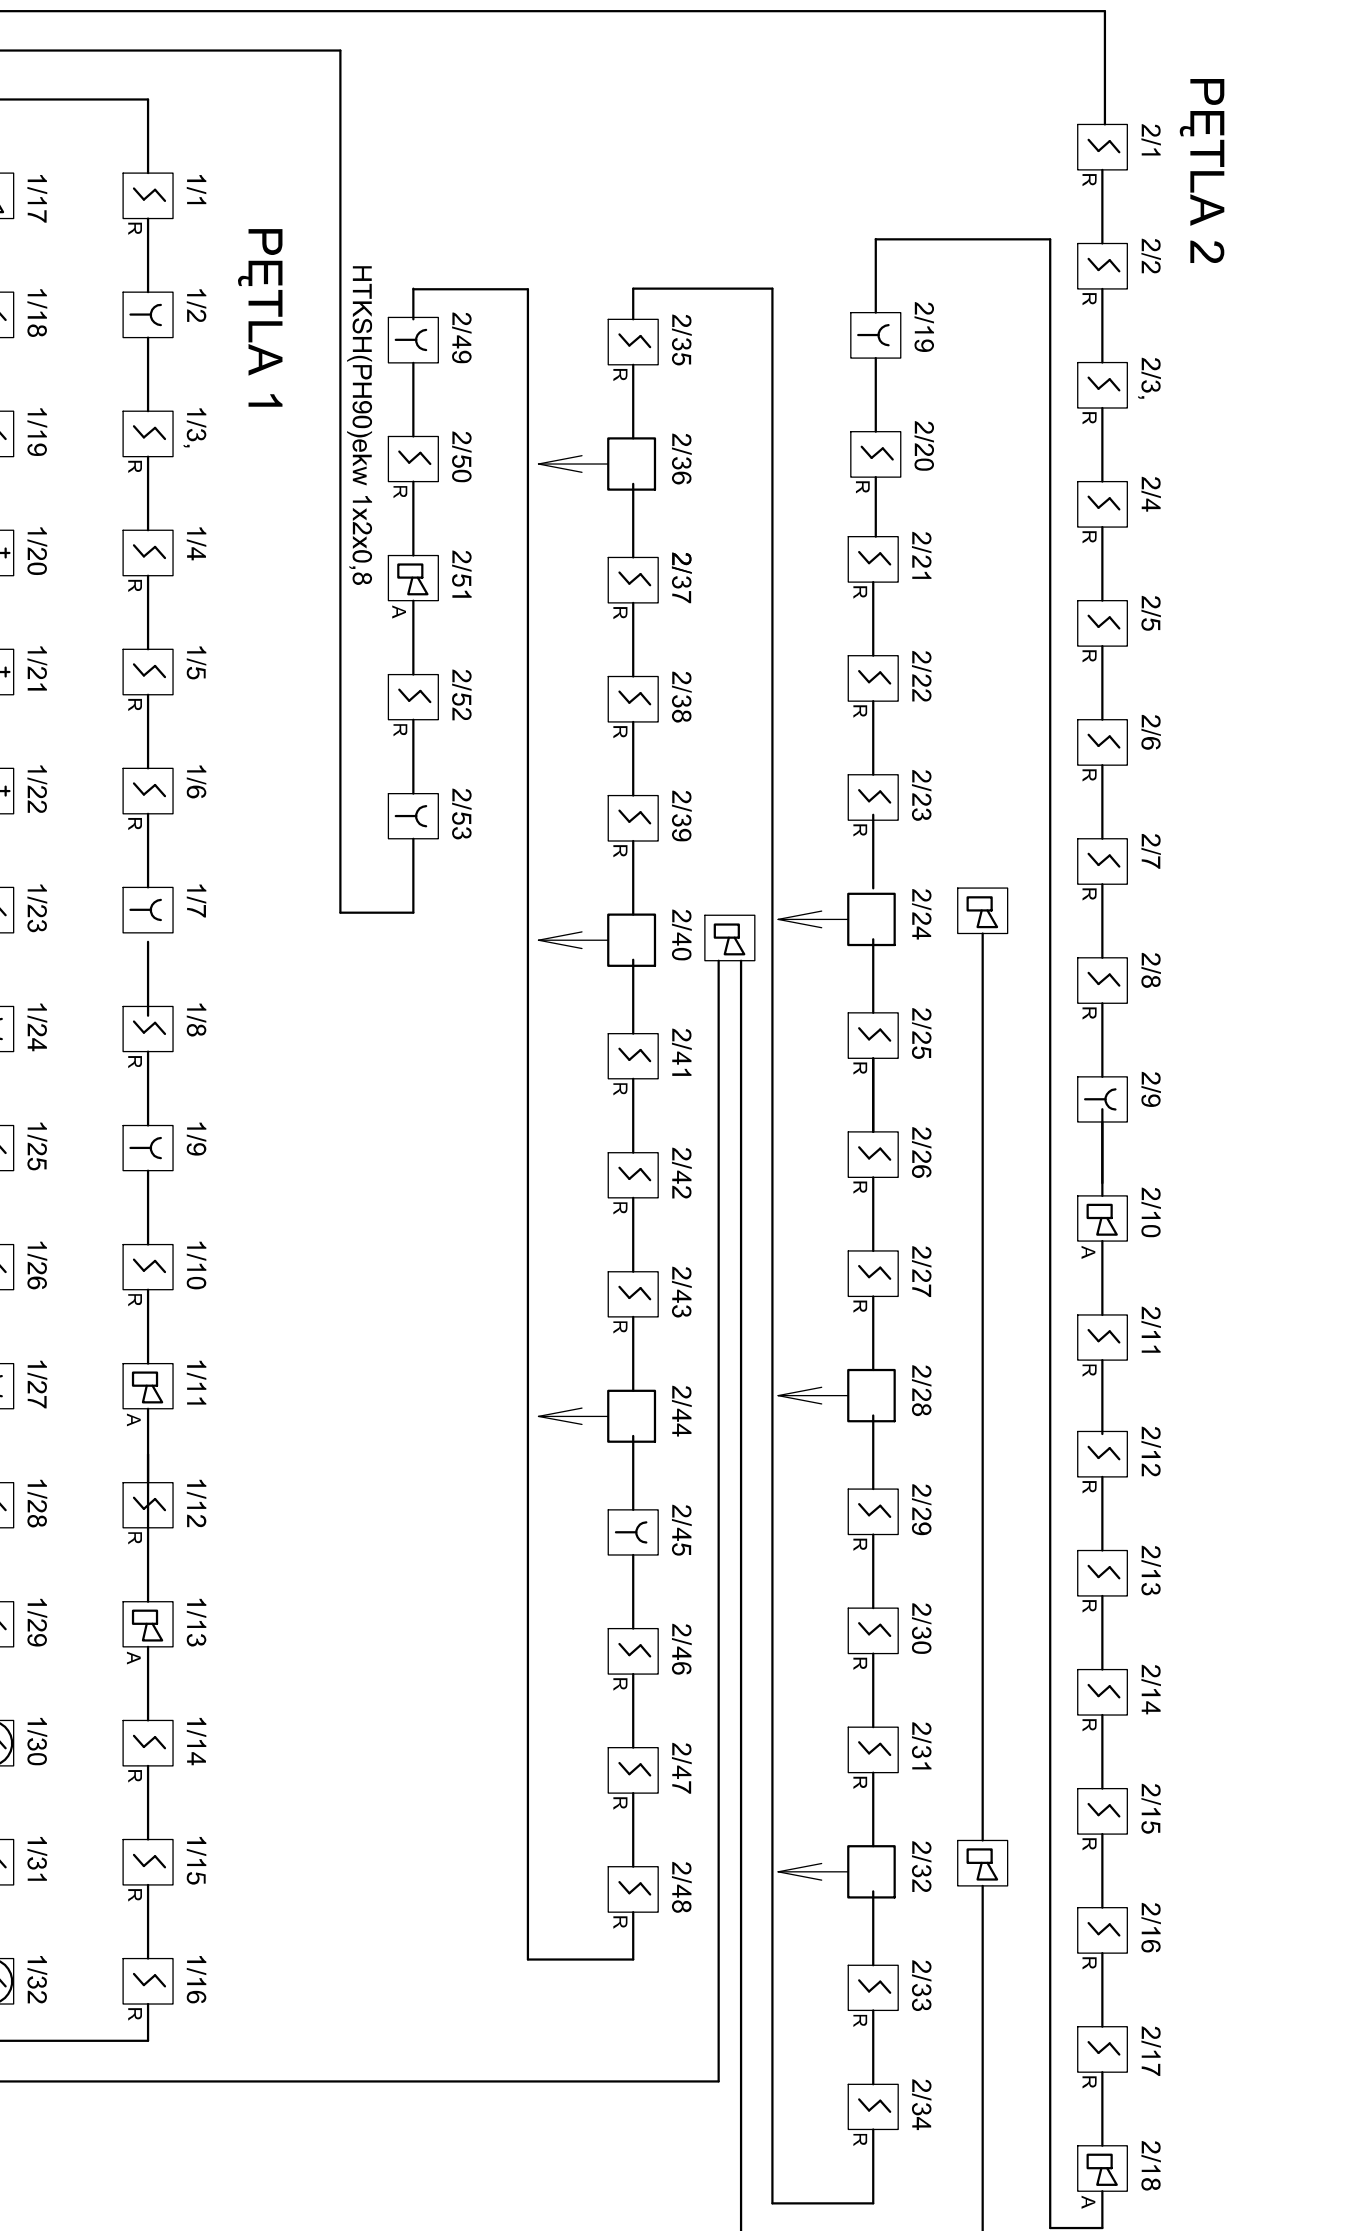 PĘTLA 2
2/1 2/2 2/3, 2/4 2/5 2/6 2/7 2/8 2/9 2/10 2/11 2/12 2/13 2/14 2/15 2/16 2/17 2/18
R R R R R R R R A R R R R R R R A
2/19 2/20 2/21 2/22 2/23 2/24 2/25 2/26 2/27 2/28 2/29 2/30 2/31 2/32 2/33 2/34
R R R R R R R R R R R R
2/35 2/36 2/37 2/38 2/39 2/40 2/41 2/42 2/43 2/44 2/45 2/46 2/47 2/48
R R R R R R R R R R
2/49 2/50 2/51 2/52 2/53
R A R
HTKSH(PH90)ekw 1x2x0,8
PĘTLA 1
1/1 1/2 1/3, 1/4 1/5 1/6 1/7 1/8 1/9 1/10 1/11 1/12 1/13 1/14 1/15 1/16
R R R R R R R A R A R R R
1/17 1/18 1/19 1/20 1/21 1/22 1/23 1/24 1/25 1/26 1/27 1/28 1/29 1/30 1/31 1/32